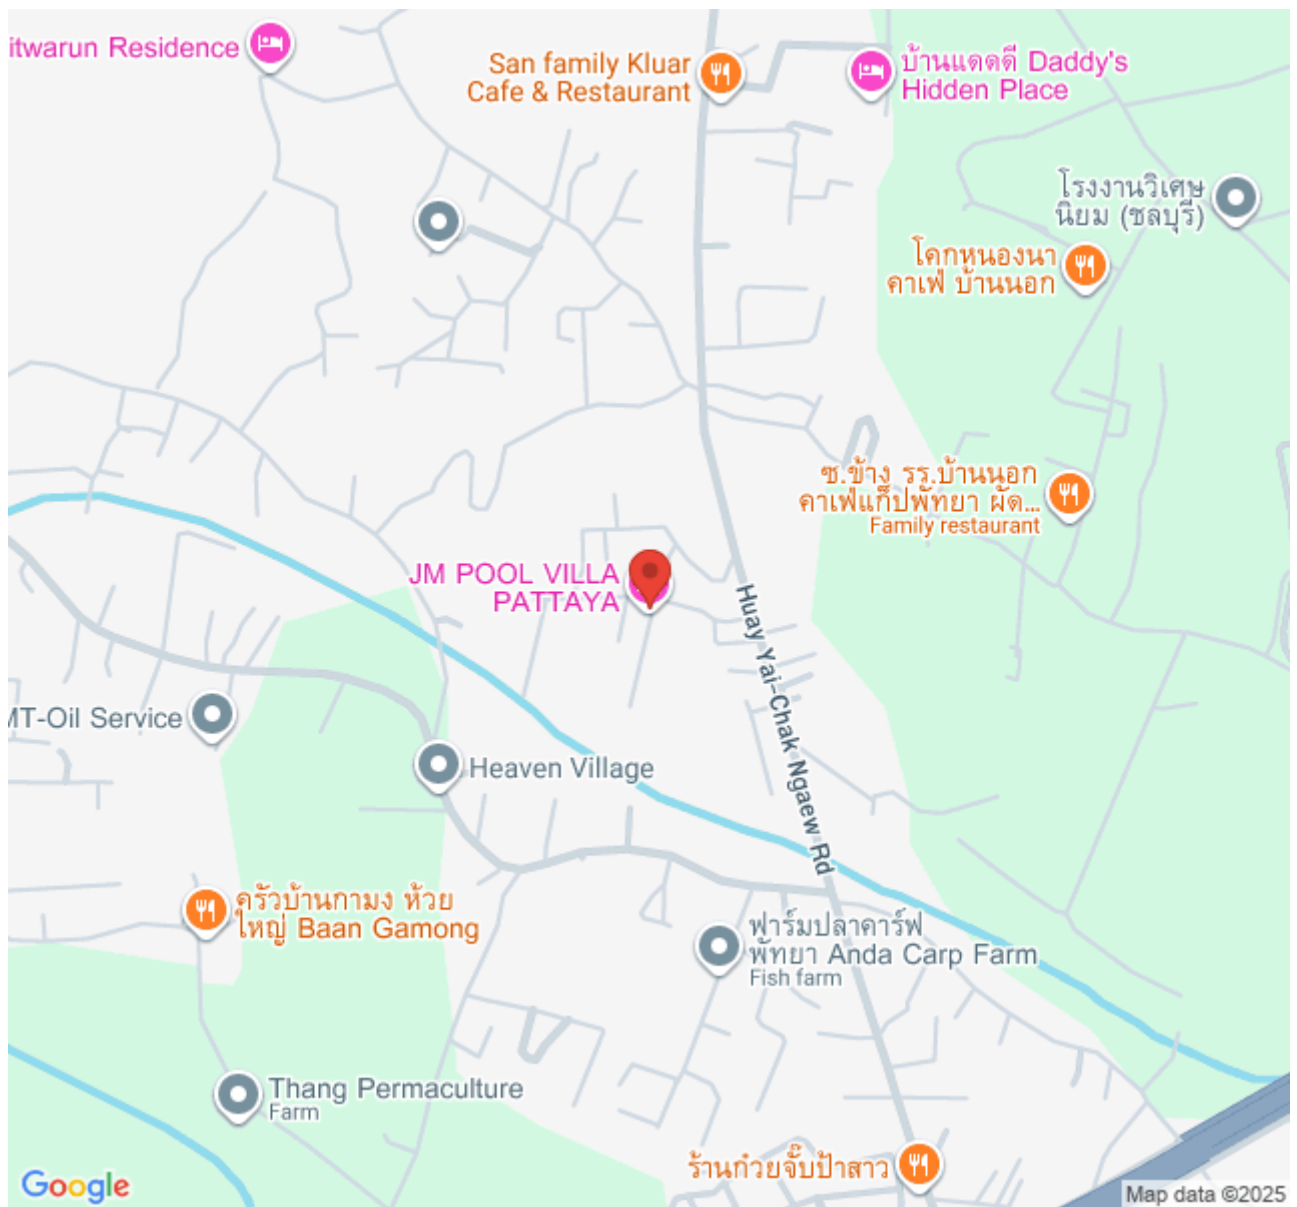 itwarun Residence
San family Kluar
Cafe & Restaurant
บ้านแดดดี Daddy's
Hidden Place
โรงงานวิเศษ
นิยม (ชลบุรี)
โคกหนองนา
คาเฟ่ บ้านนอก
ซ.ข้าง รร.บ้านนอก
คาเฟ่แก็ปพัทยา ผัด...
Family restaurant
JM POOL VILLA
PATTAYA
Huay Yai-Chak Ngaew Rd
MT-Oil Service
Heaven Village
ครัวบ้านกามง ห้วย
ใหญ่ Baan Gamong
ฟาร์มปลาคาร์ฟ
พัทยา Anda Carp Farm
Fish farm
Thang Permaculture
Farm
ร้านก๋วยจั๊บป้าสาว
Google
Map data ©2025